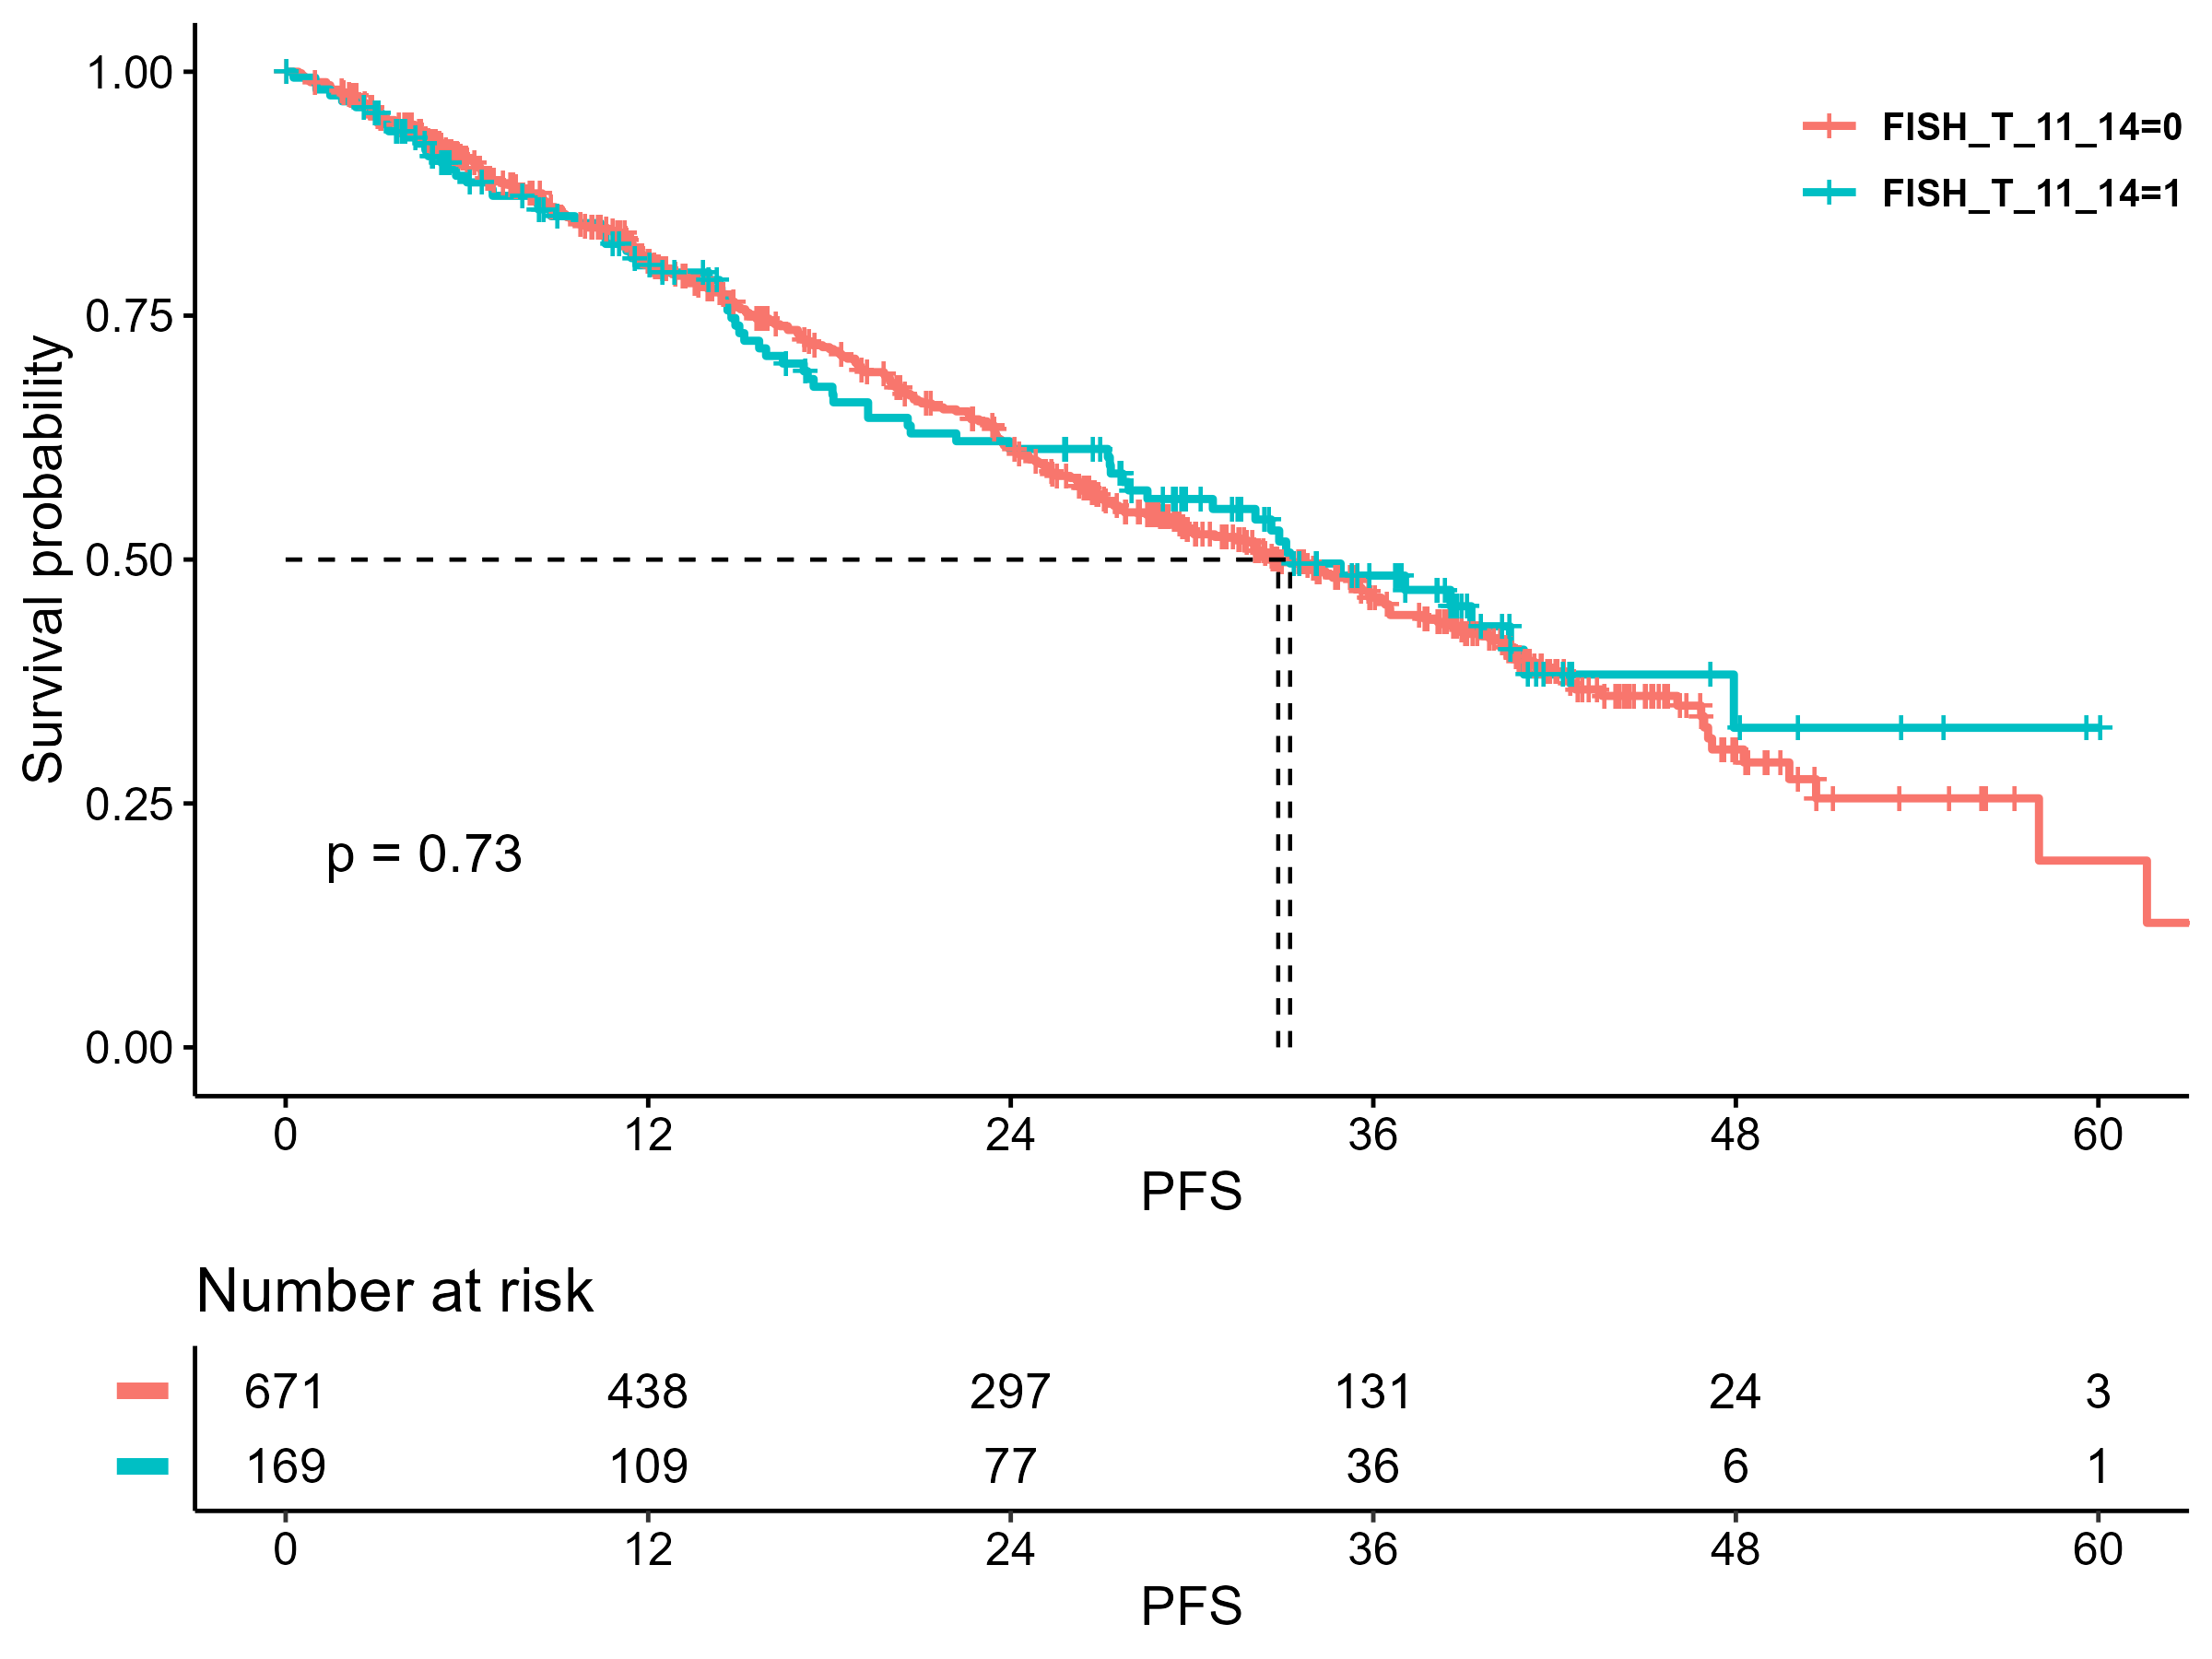 1.00
0.75
0.50
0.25
0.00
Survival probability
FISH_T_11_14=0
FISH_T_11_14=1
p = 0.73
0 12 24 36 48 60
PFS
Number at risk
671 438 297 131 24 3
169 109 77 36 6 1
0 12 24 36 48 60
PFS